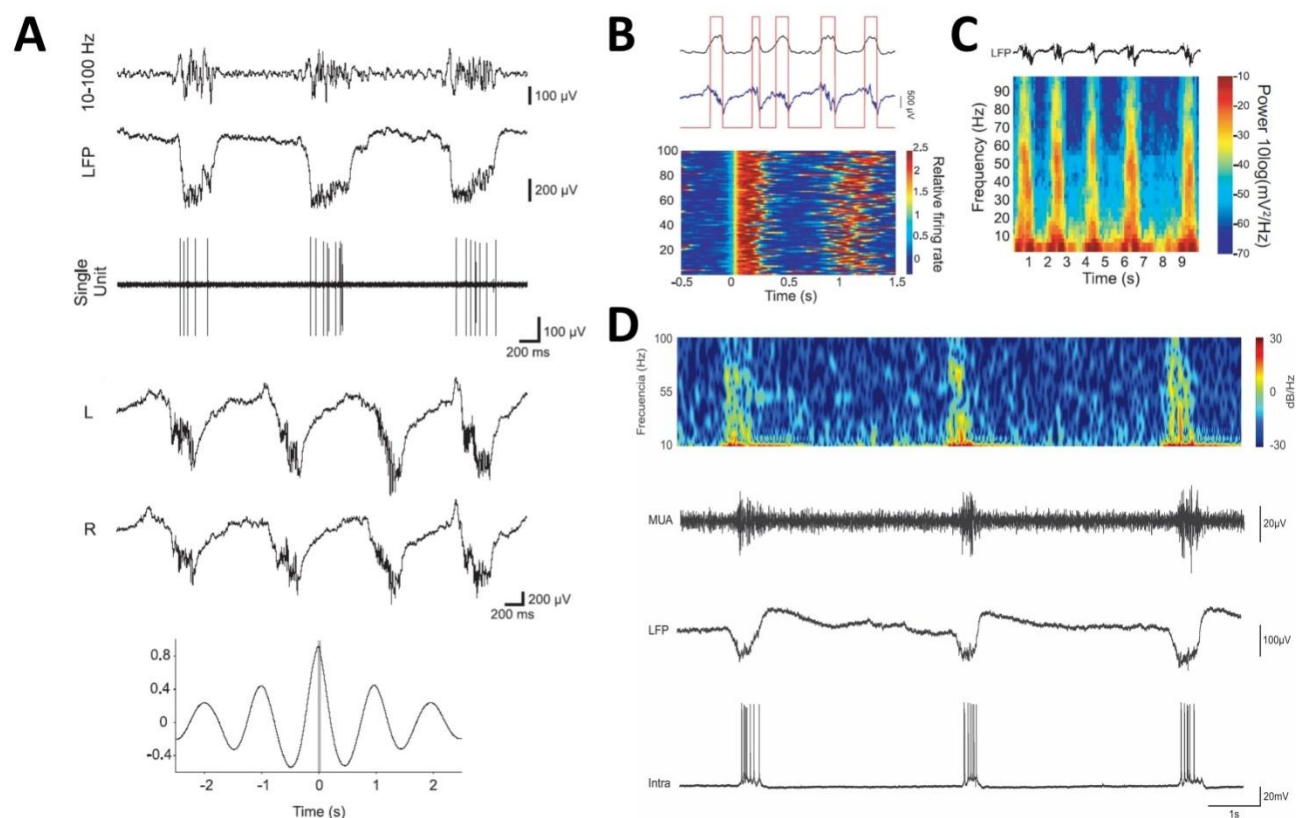 A
10-100 Hz
100 µV
LFP
200 µV
Single
Unit
100 µV
200 ms
L
R
200 µV
200 ms
0.8
0.4
0
-0.4
-2
-1
0
1
2
Time (s)
B
500 µV
100
80
60
40
20
2.5
2
1.5
1
0.5
0
Relative firing rate
-0.5
0
0.5
1
1.5
Time (s)
C
LFP
90
80
70
60
50
40
30
20
10
Frequency (Hz)
1 2 3 4 5 6 7 8 9
Time (s)
-10
-20
-30
-40
-50
-60
-70
Power 10log(mV²/Hz)
D
Frecuencia (Hz)
100
55
10
30
0
-30
dB/Hz
MUA
20µV
LFP
100µV
Intra
20mV
1s